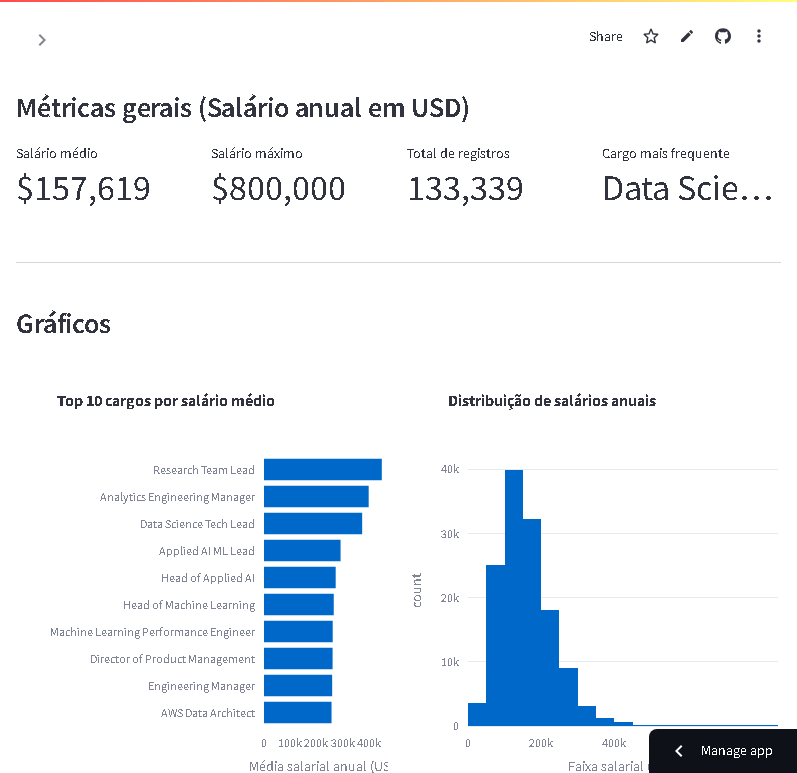 Share
Métricas gerais (Salário anual em USD)
Salário médio
$157,619
Salário máximo
$800,000
Total de registros
133,339
Cargo mais frequente
Data Scie...
Gráficos
Top 10 cargos por salário médio
Research Team Lead
Analytics Engineering Manager
Data Science Tech Lead
Applied AI ML Lead
Head of Applied AI
Head of Machine Learning
Machine Learning Performance Engineer
Director of Product Management
Engineering Manager
AWS Data Architect
0 100k 200k 300k 400k
Média salarial anual (US
Distribuição de salários anuais
40k
30k
20k
10k
0
count
0 200k 400k
Faixa salarial
Manage app